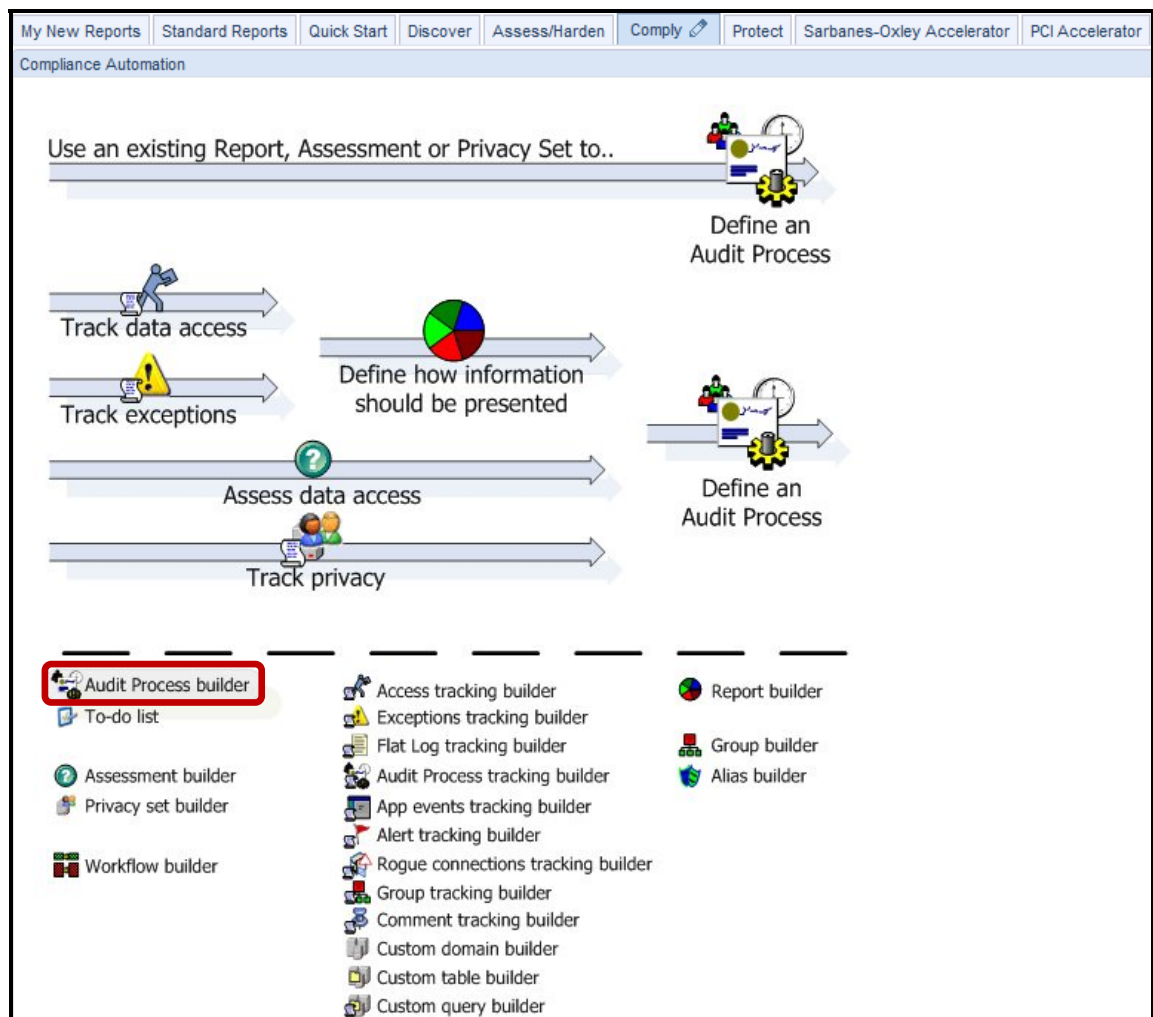 My New Reports Standard Reports Quick Start Discover Assess/Harden Comply Protect Sarbanes-Oxley Accelerator PCI Accelerator
Compliance Automation
Use an existing Report, Assessment or Privacy Set to..
Define an
Audit Process
Track data access
Track exceptions
Define how information
should be presented
Assess data access
Track privacy
Define an
Audit Process
Audit Process builder
To-do list
Assessment builder
Privacy set builder
Workflow builder
Access tracking builder
Exceptions tracking builder
Flat Log tracking builder
Audit Process tracking builder
App events tracking builder
Alert tracking builder
Rogue connections tracking builder
Group tracking builder
Comment tracking builder
Custom domain builder
Custom table builder
Custom query builder
Report builder
Group builder
Alias builder